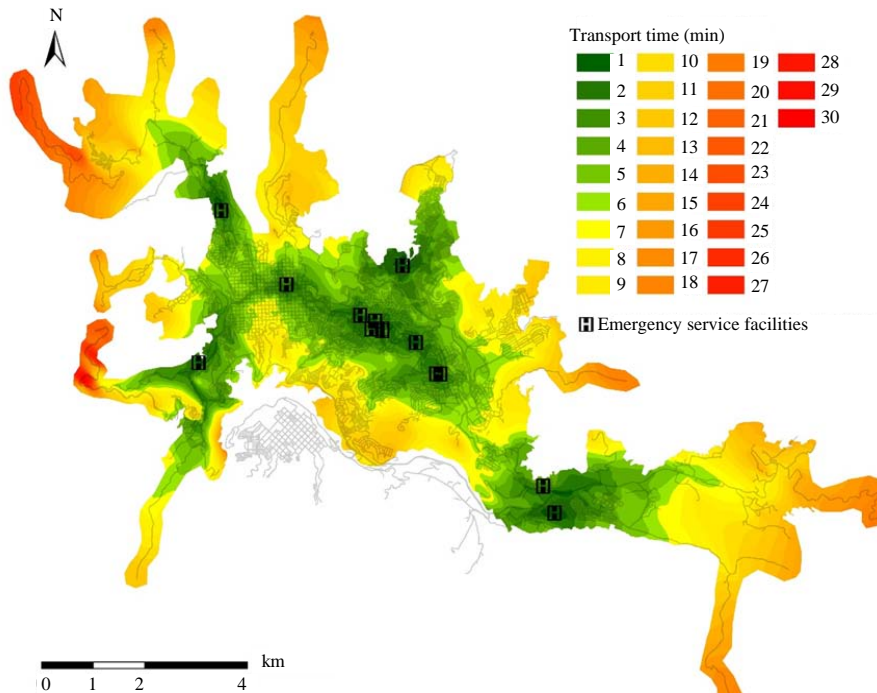 N
Transport time (min)
1 10 19 28
2 11 20 29
3 12 21 30
4 13 22
5 14 23
6 15 24
7 16 25
8 17 26
9 18 27
H Emergency service facilities
H
H
H
H
H
H
H
H
H
H
km
0 1 2 4